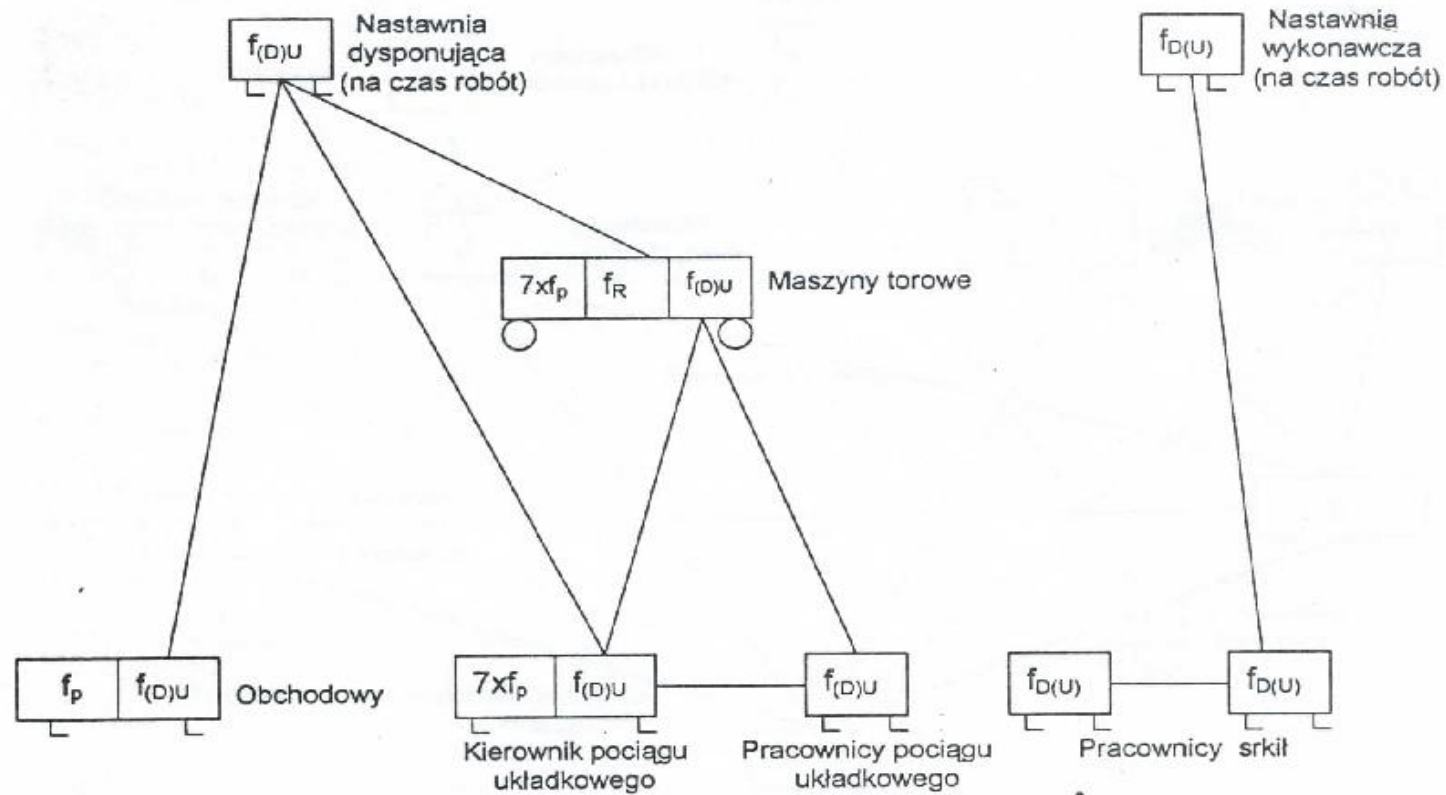 f(D)U
Nastawnia
dysponująca
(na czas robót)
fD(U)
Nastawnia
wykonawcza
(na czas robót)
7xfp
fR
f(D)U
Maszyny torowe
fp
f(D)U
Obchodowy
7xfp
f(D)U
Kierownik pociągu
układkowego
f(D)U
Pracownicy pociągu
układkowego
fD(U)
fD(U)
Pracownicy srkił